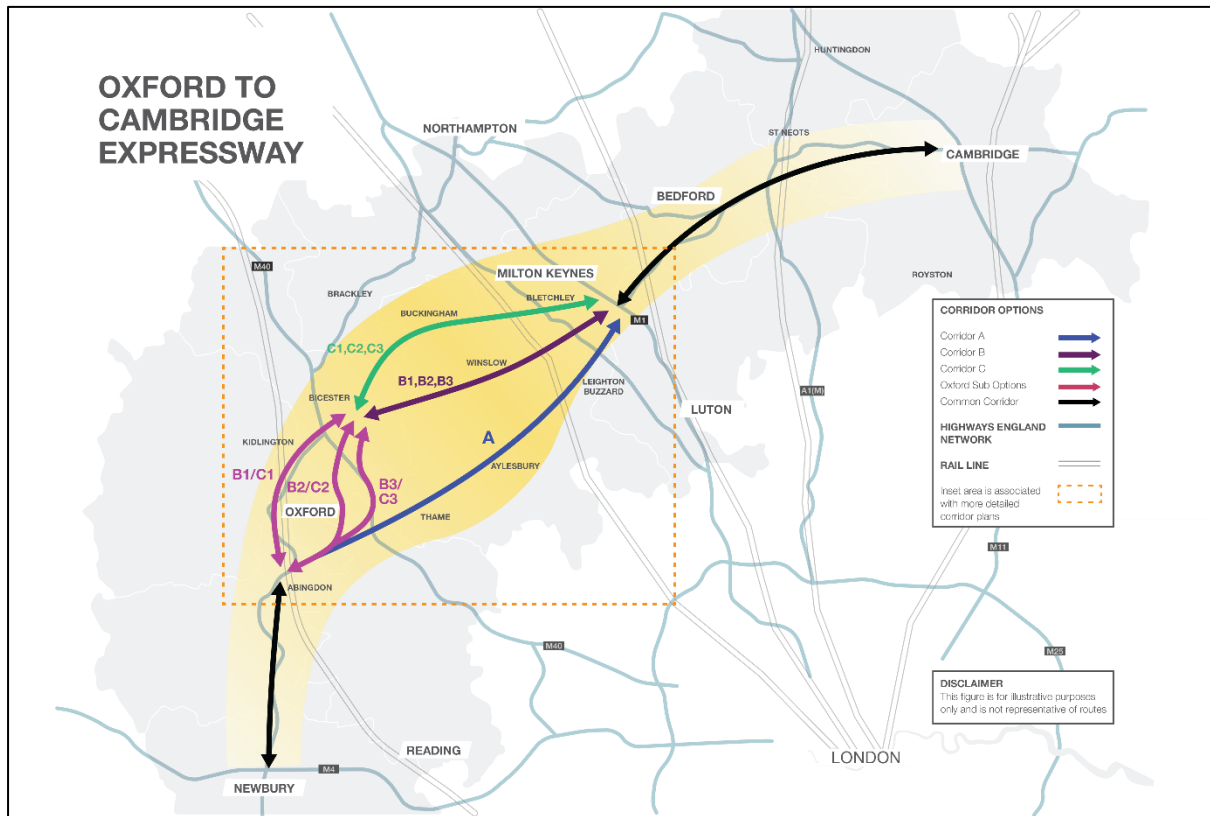 OXFORD TO
CAMBRIDGE
EXPRESSWAY
HUNTINGDON
NORTHAMPTON
ST NEOTS
CAMBRIDGE
BEDFORD
M40
MILTON KEYNES
ROYSTON
BRACKLEY
BLETCHLEY
BUCKINGHAM
M1
C1,C2,C3
WINSLOW
B1,B2,B3
LEIGHTON
BUZZARD
A1(M)
BICESTER
LUTON
KIDLINGTON
A
AYLESBURY
B1/C1
B2/C2
B3/
C3
OXFORD
THAME
ABINGDON
M11
M40
M25
READING
LONDON
M4
NEWBURY
CORRIDOR OPTIONS
Corridor A
Corridor B
Corridor C
Oxford Sub Options
Common Corridor
HIGHWAYS ENGLAND
NETWORK
RAIL LINE
Inset area is associated
with more detailed
corridor plans
DISCLAIMER
This figure is for illustrative purposes
only and is not representative of routes